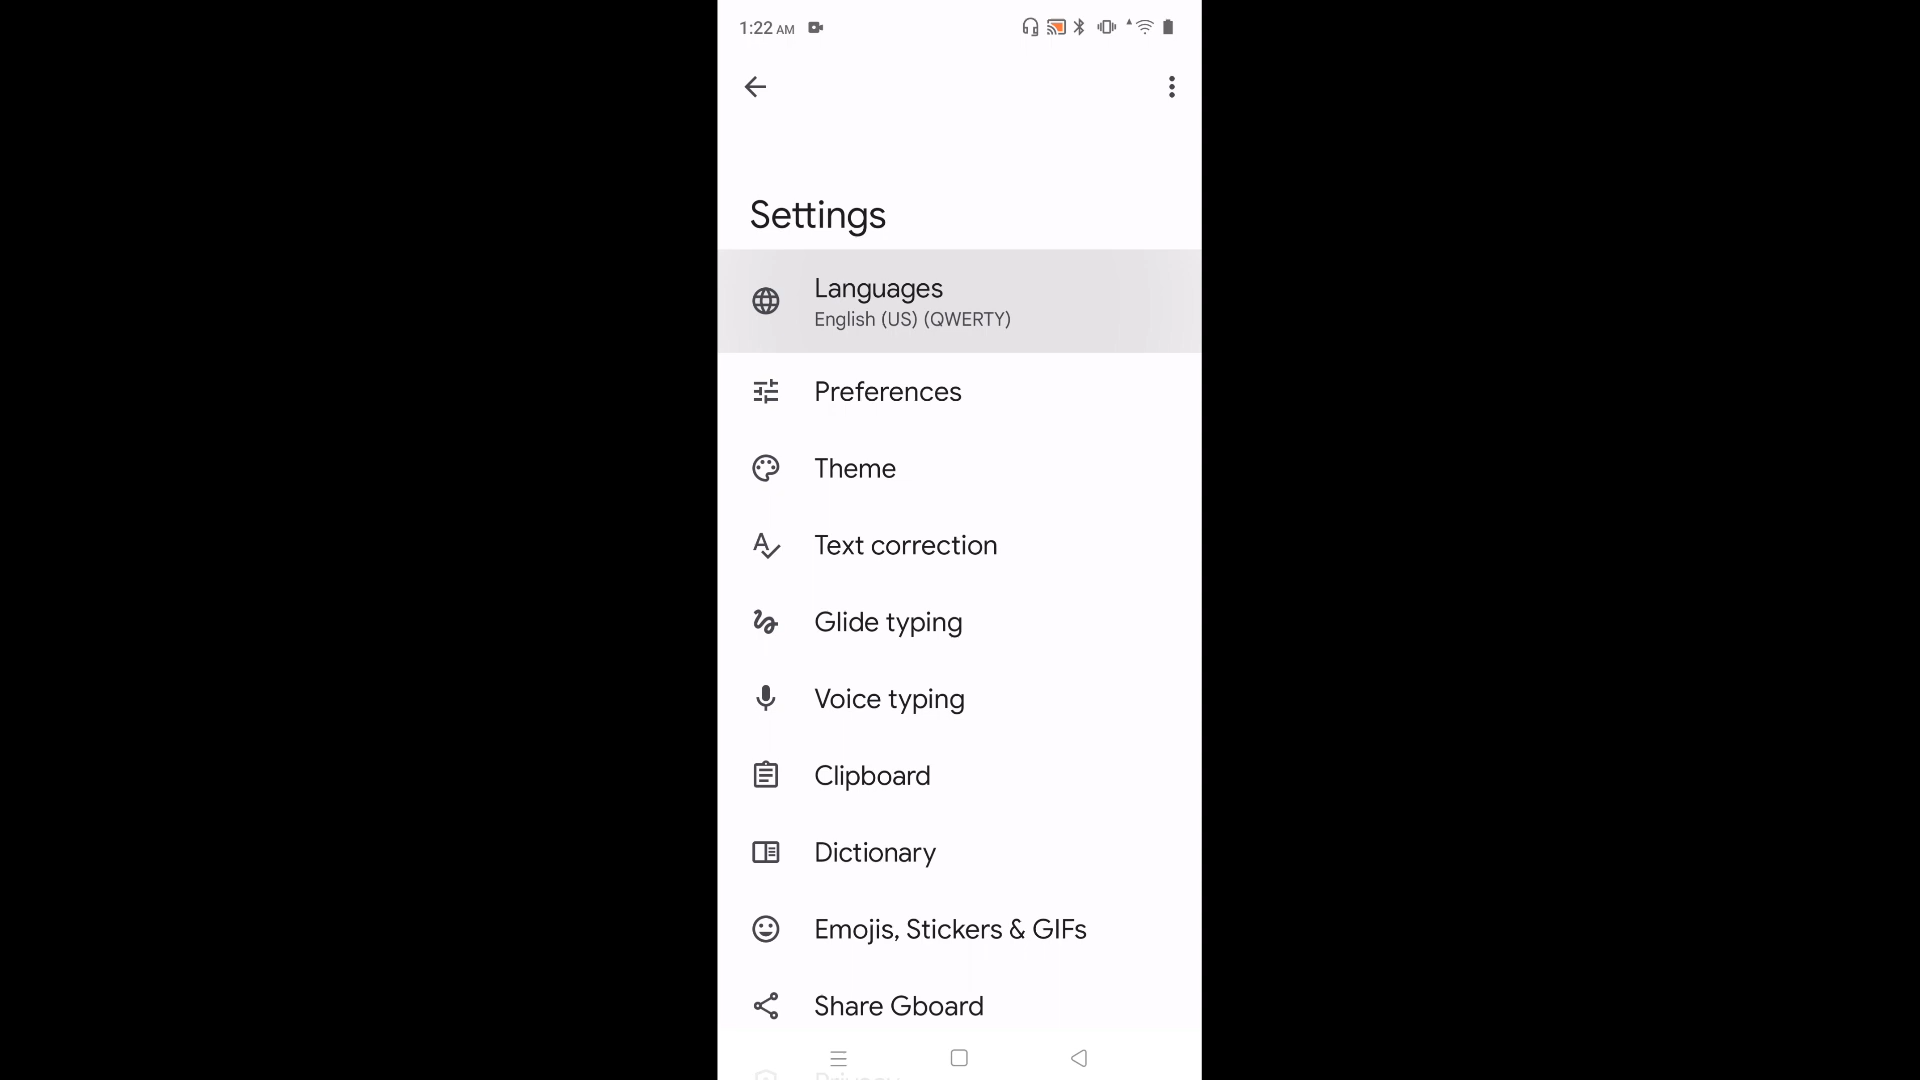 1:22 AM
Settings
Languages
English (US) (QWERTY)
Preferences
Theme
Text correction
Glide typing
Voice typing
Clipboard
Dictionary
Emojis, Stickers & GIFs
Share Gboard
Privacy